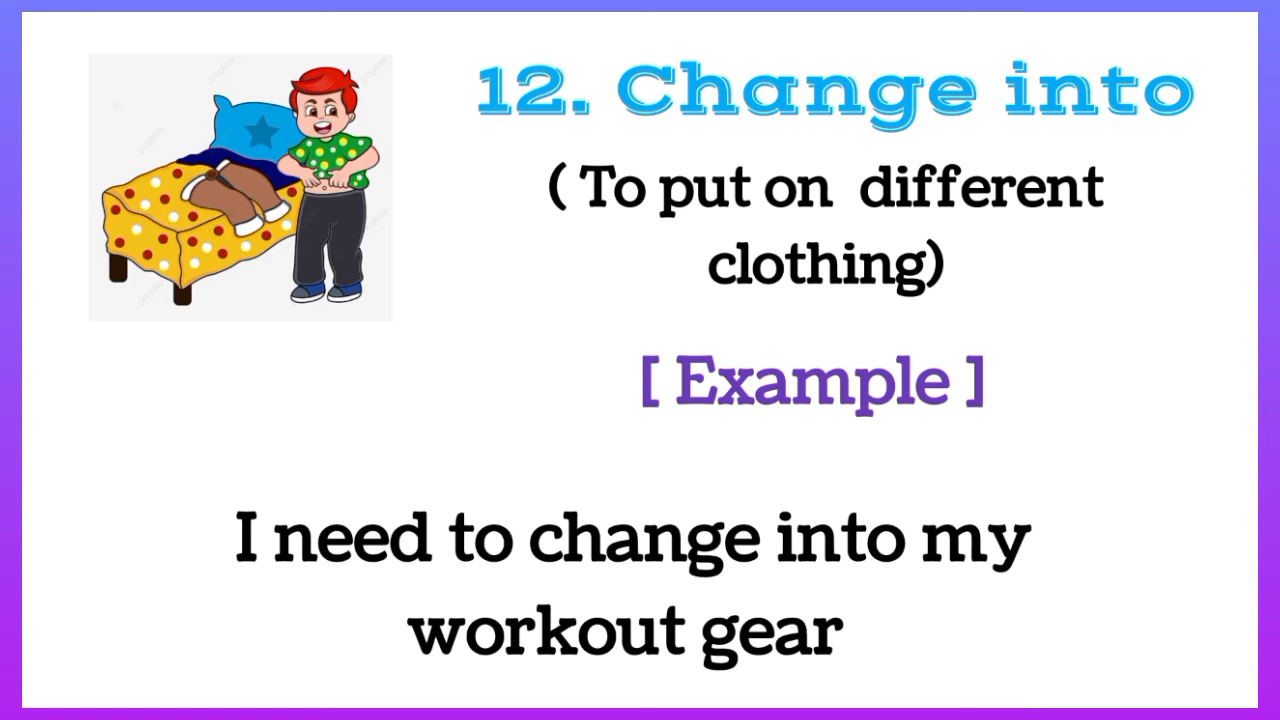 12. Change into
( To put on different
clothing)
[ Example ]
I need to change into my
workout gear